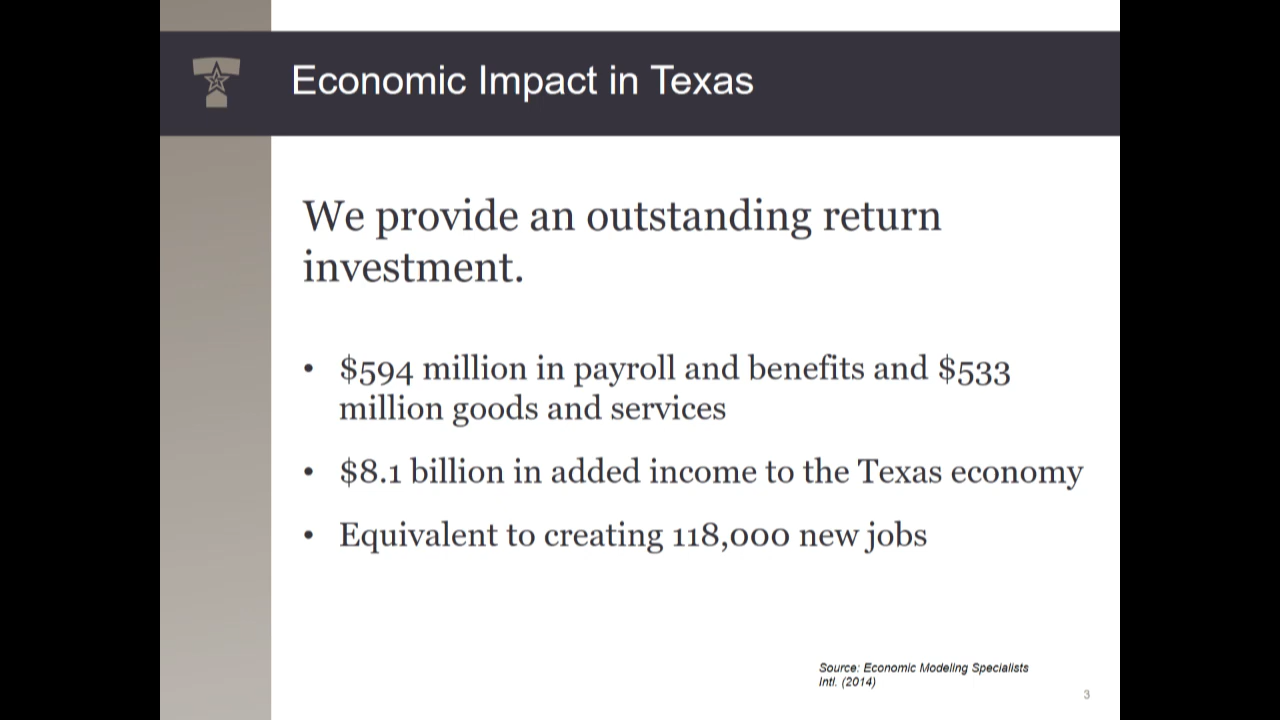 Economic Impact in Texas
We provide an outstanding return
investment.
• $594 million in payroll and benefits and $533
million goods and services
• $8.1 billion in added income to the Texas economy
• Equivalent to creating 118,000 new jobs
Source: Economic Modeling Specialists
Intl. (2014)
3